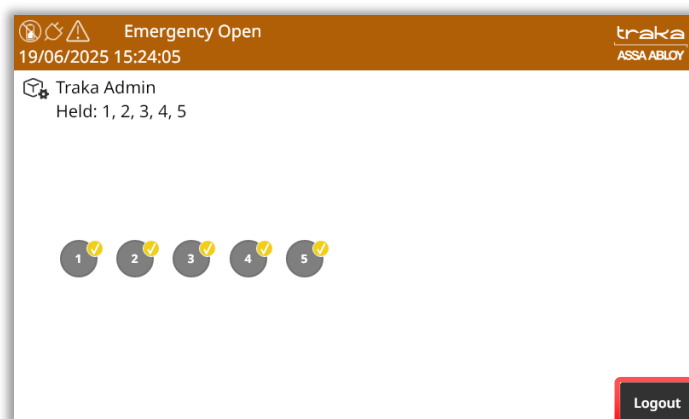 Emergency Open
19/06/2025 15:24:05
traka
ASSA ABLOY
Traka Admin
Held: 1, 2, 3, 4, 5
1 2 3 4 5
Logout